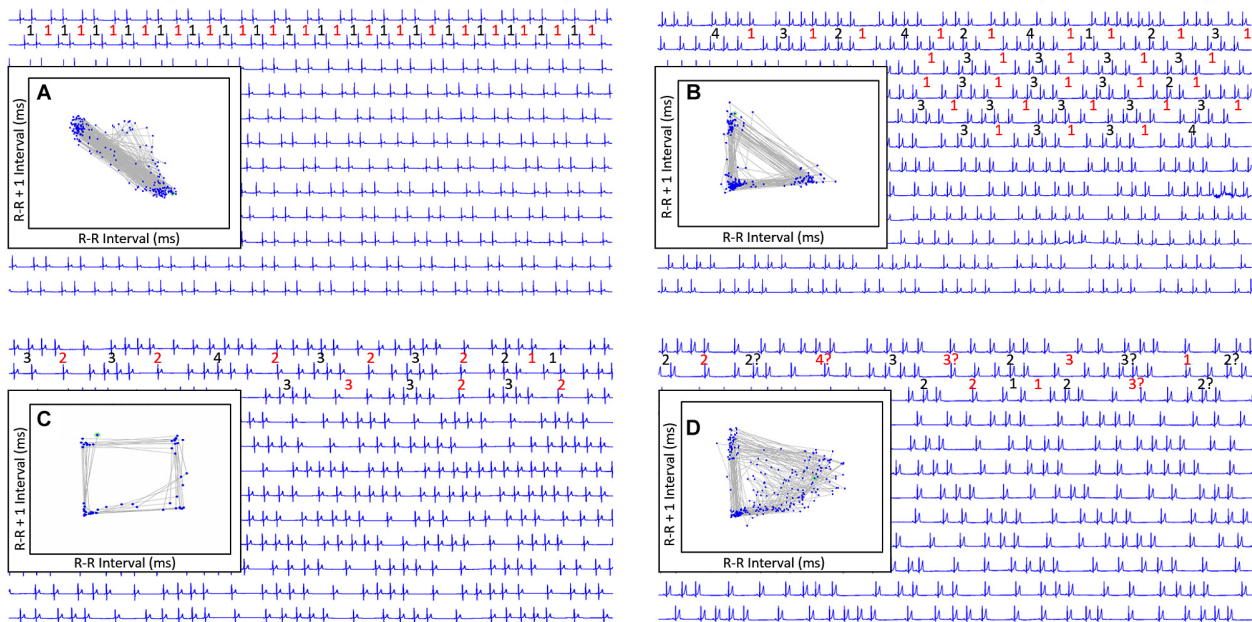 1 1 1 1 1 1 1 1 1 1 1 1 1 1 1 1 1 1 1 1 1 1 1 1 1 1 1 1 1 1 1 1 1 1
A
R-R + 1 Interval (ms)
R-R Interval (ms)
4 1 3 1 2 1 4 1 2 1 4 1 1 1 2 1 3 1
1 3 1 3 1 3 1 3 1
1 3 1 3 1 3 1 2 1
3 1 3 1 3 1 3 1 3 1
3 1 3 1 3 1 4
B
R-R + 1 Interval (ms)
R-R Interval (ms)
3 2 3 2 4 2 3 2 3 2 2 1 1
3 3 3 2 3 2
C
R-R + 1 Interval (ms)
R-R Interval (ms)
2 2 2? 4? 3 3? 2 3 3? 1 2?
2 2 1 1 2 3? 2?
D
R-R + 1 Interval (ms)
R-R Interval (ms)